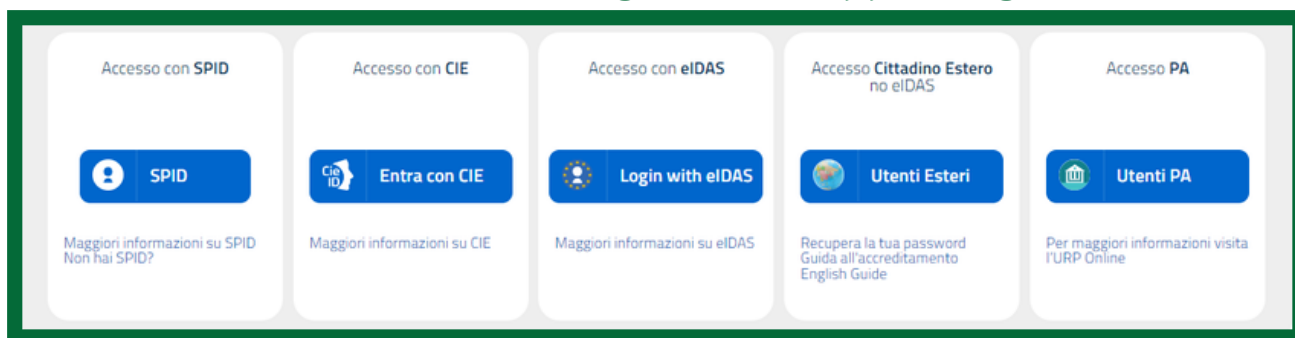 Accesso con SPID
SPID
Maggiori informazioni su SPID
Non hai SPID?
Accesso con CIE
Cie
ID
Entra con CIE
Maggiori informazioni su CIE
Accesso con eIDAS
Login with eIDAS
Maggiori informazioni su eIDAS
Accesso Cittadino Estero
no eIDAS
Utenti Esteri
Recupera la tua password
Guida all'accreditamento
English Guide
Accesso PA
Utenti PA
Per maggiori informazioni visita
l'URP Online